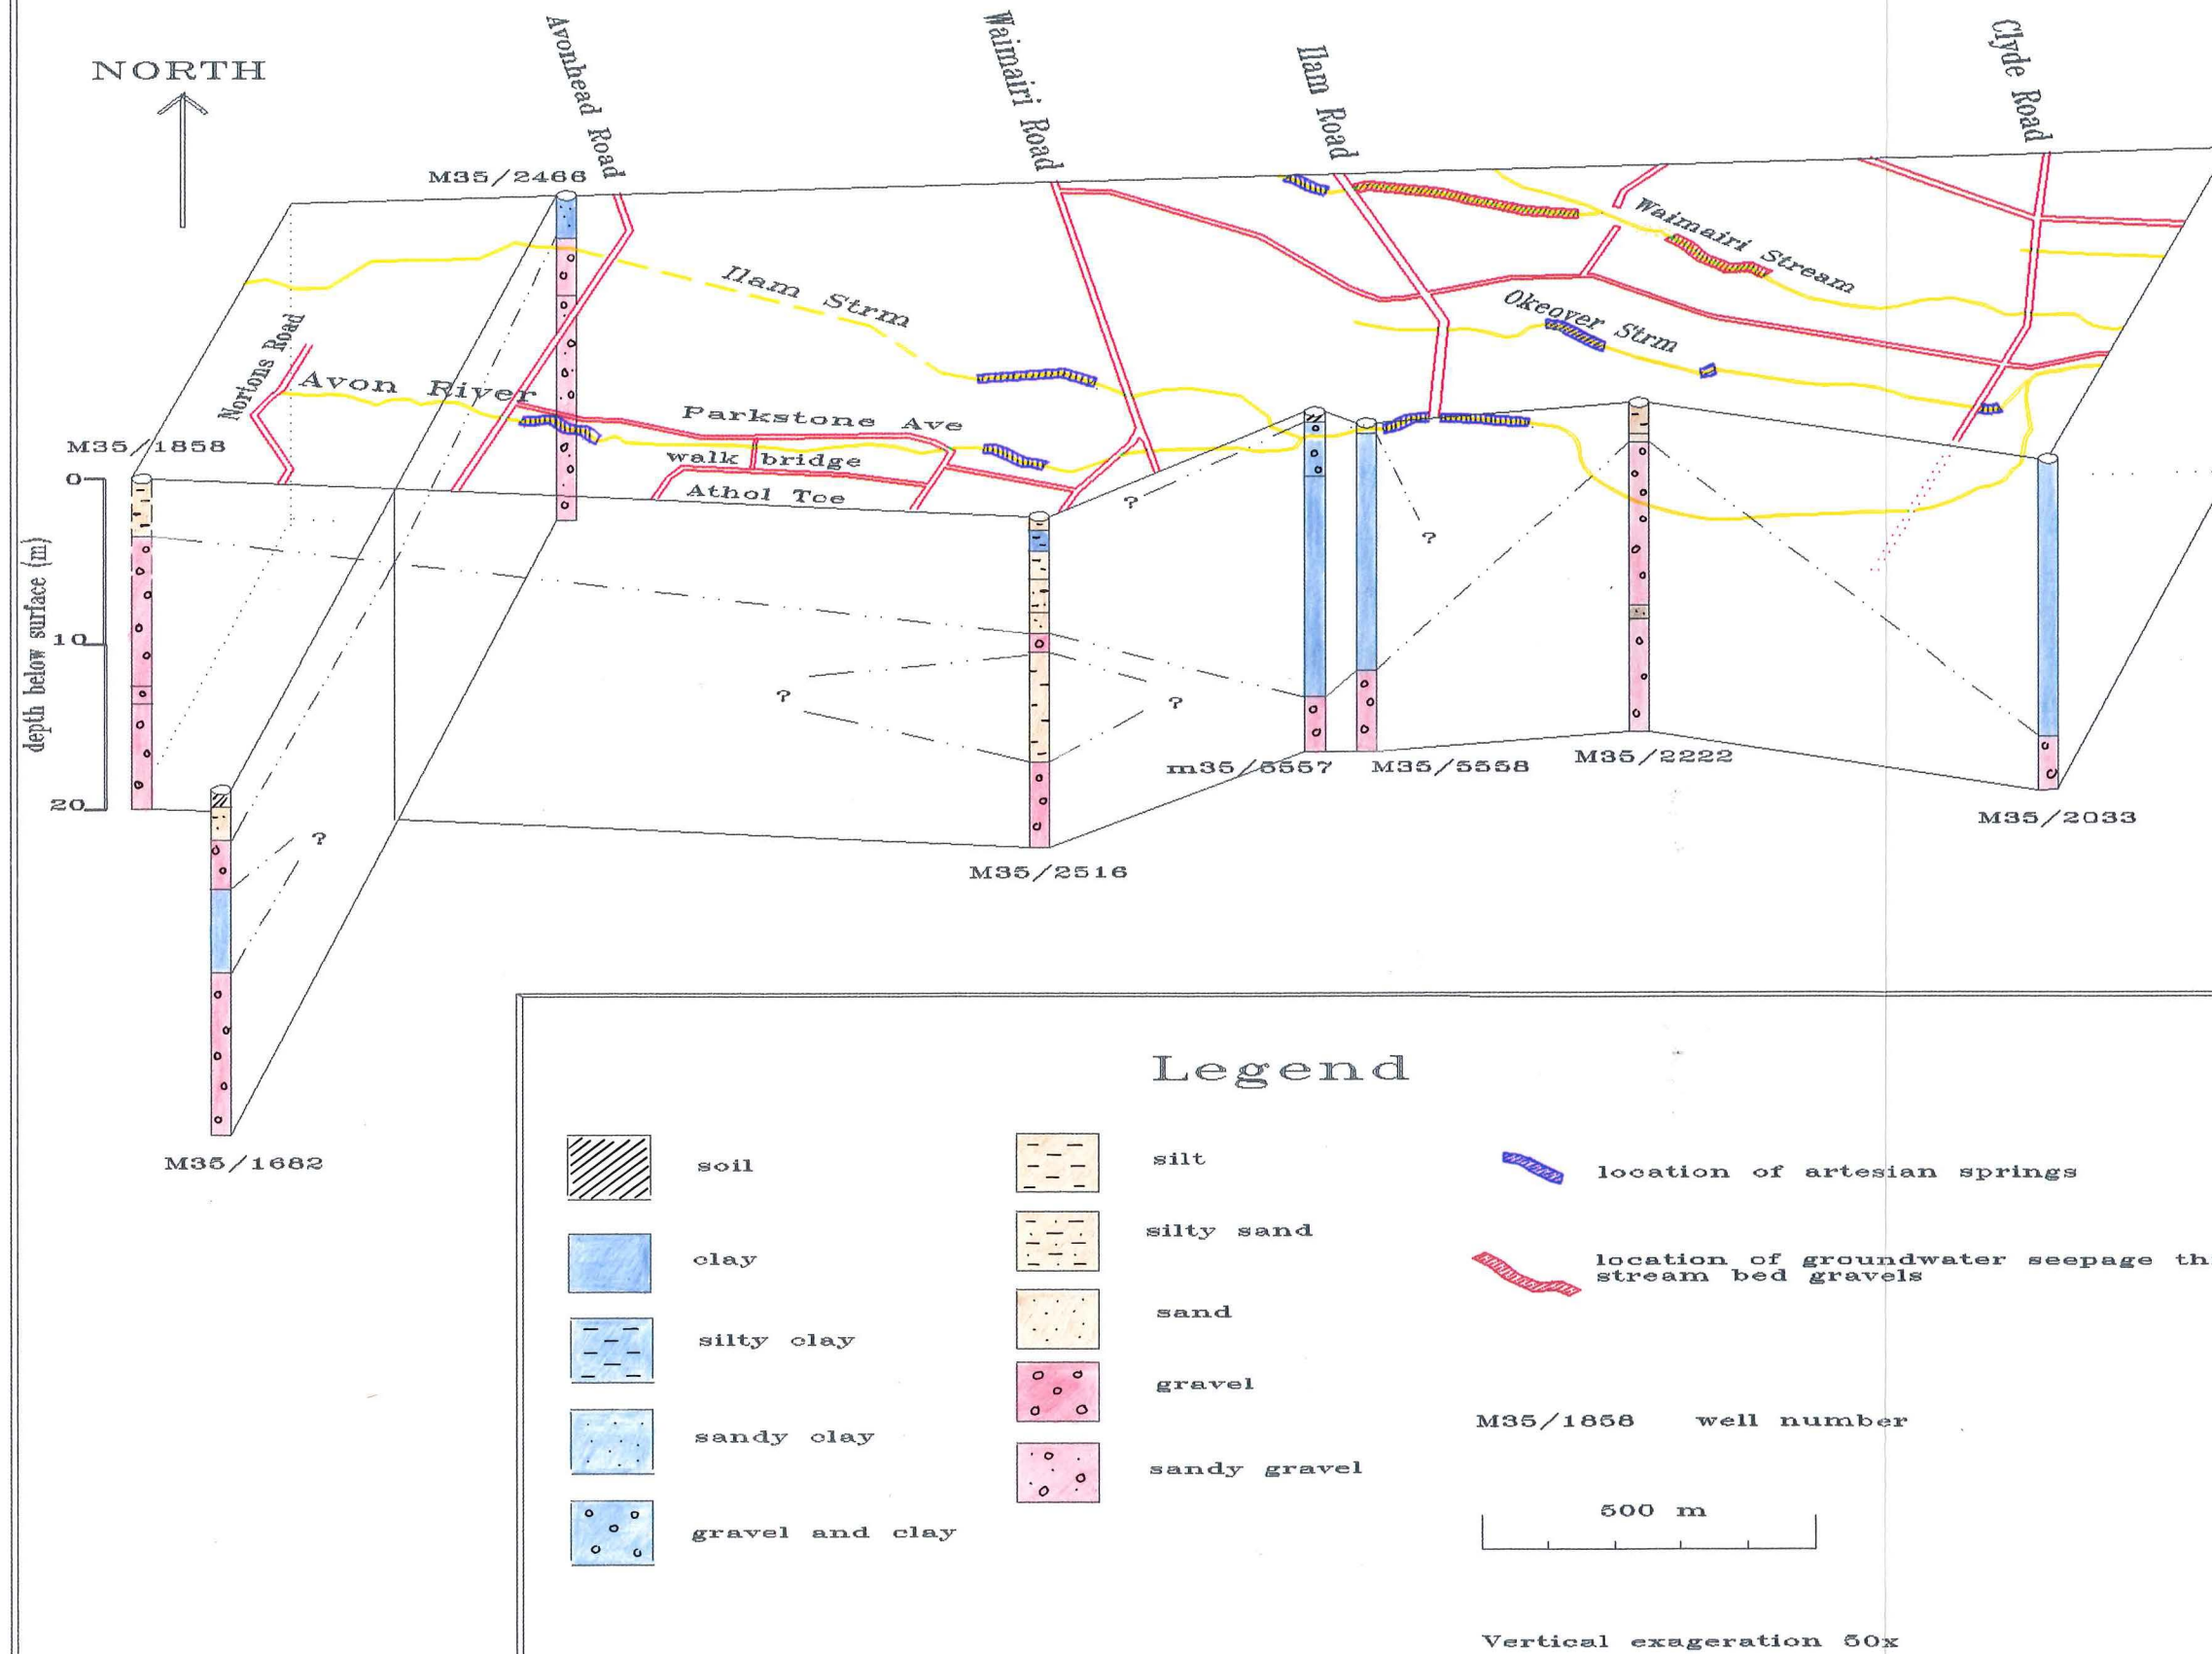 NORTH
Avonhead Road
Waimairi Road
Ilam Road
Clyde Road
M35/2466
Waimairi Stream
Ilam Strm
Okeover Strm
Nortons Road
Avon River
Parkstone Ave
M35/1858
walk bridge
Athol Tce
0
?
?
depth below surface (m)
10
?
?
20
m35/5557
M35/5558
M35/2222
M35/2033
?
M35/2516
M35/1682
Legend
soil
clay
silty clay
sandy clay
gravel and clay
silt
silty sand
sand
gravel
sandy gravel
location of artesian springs
location of groundwater seepage th
stream bed gravels
M35/1858 well number
500 m
Vertical exageration 50x